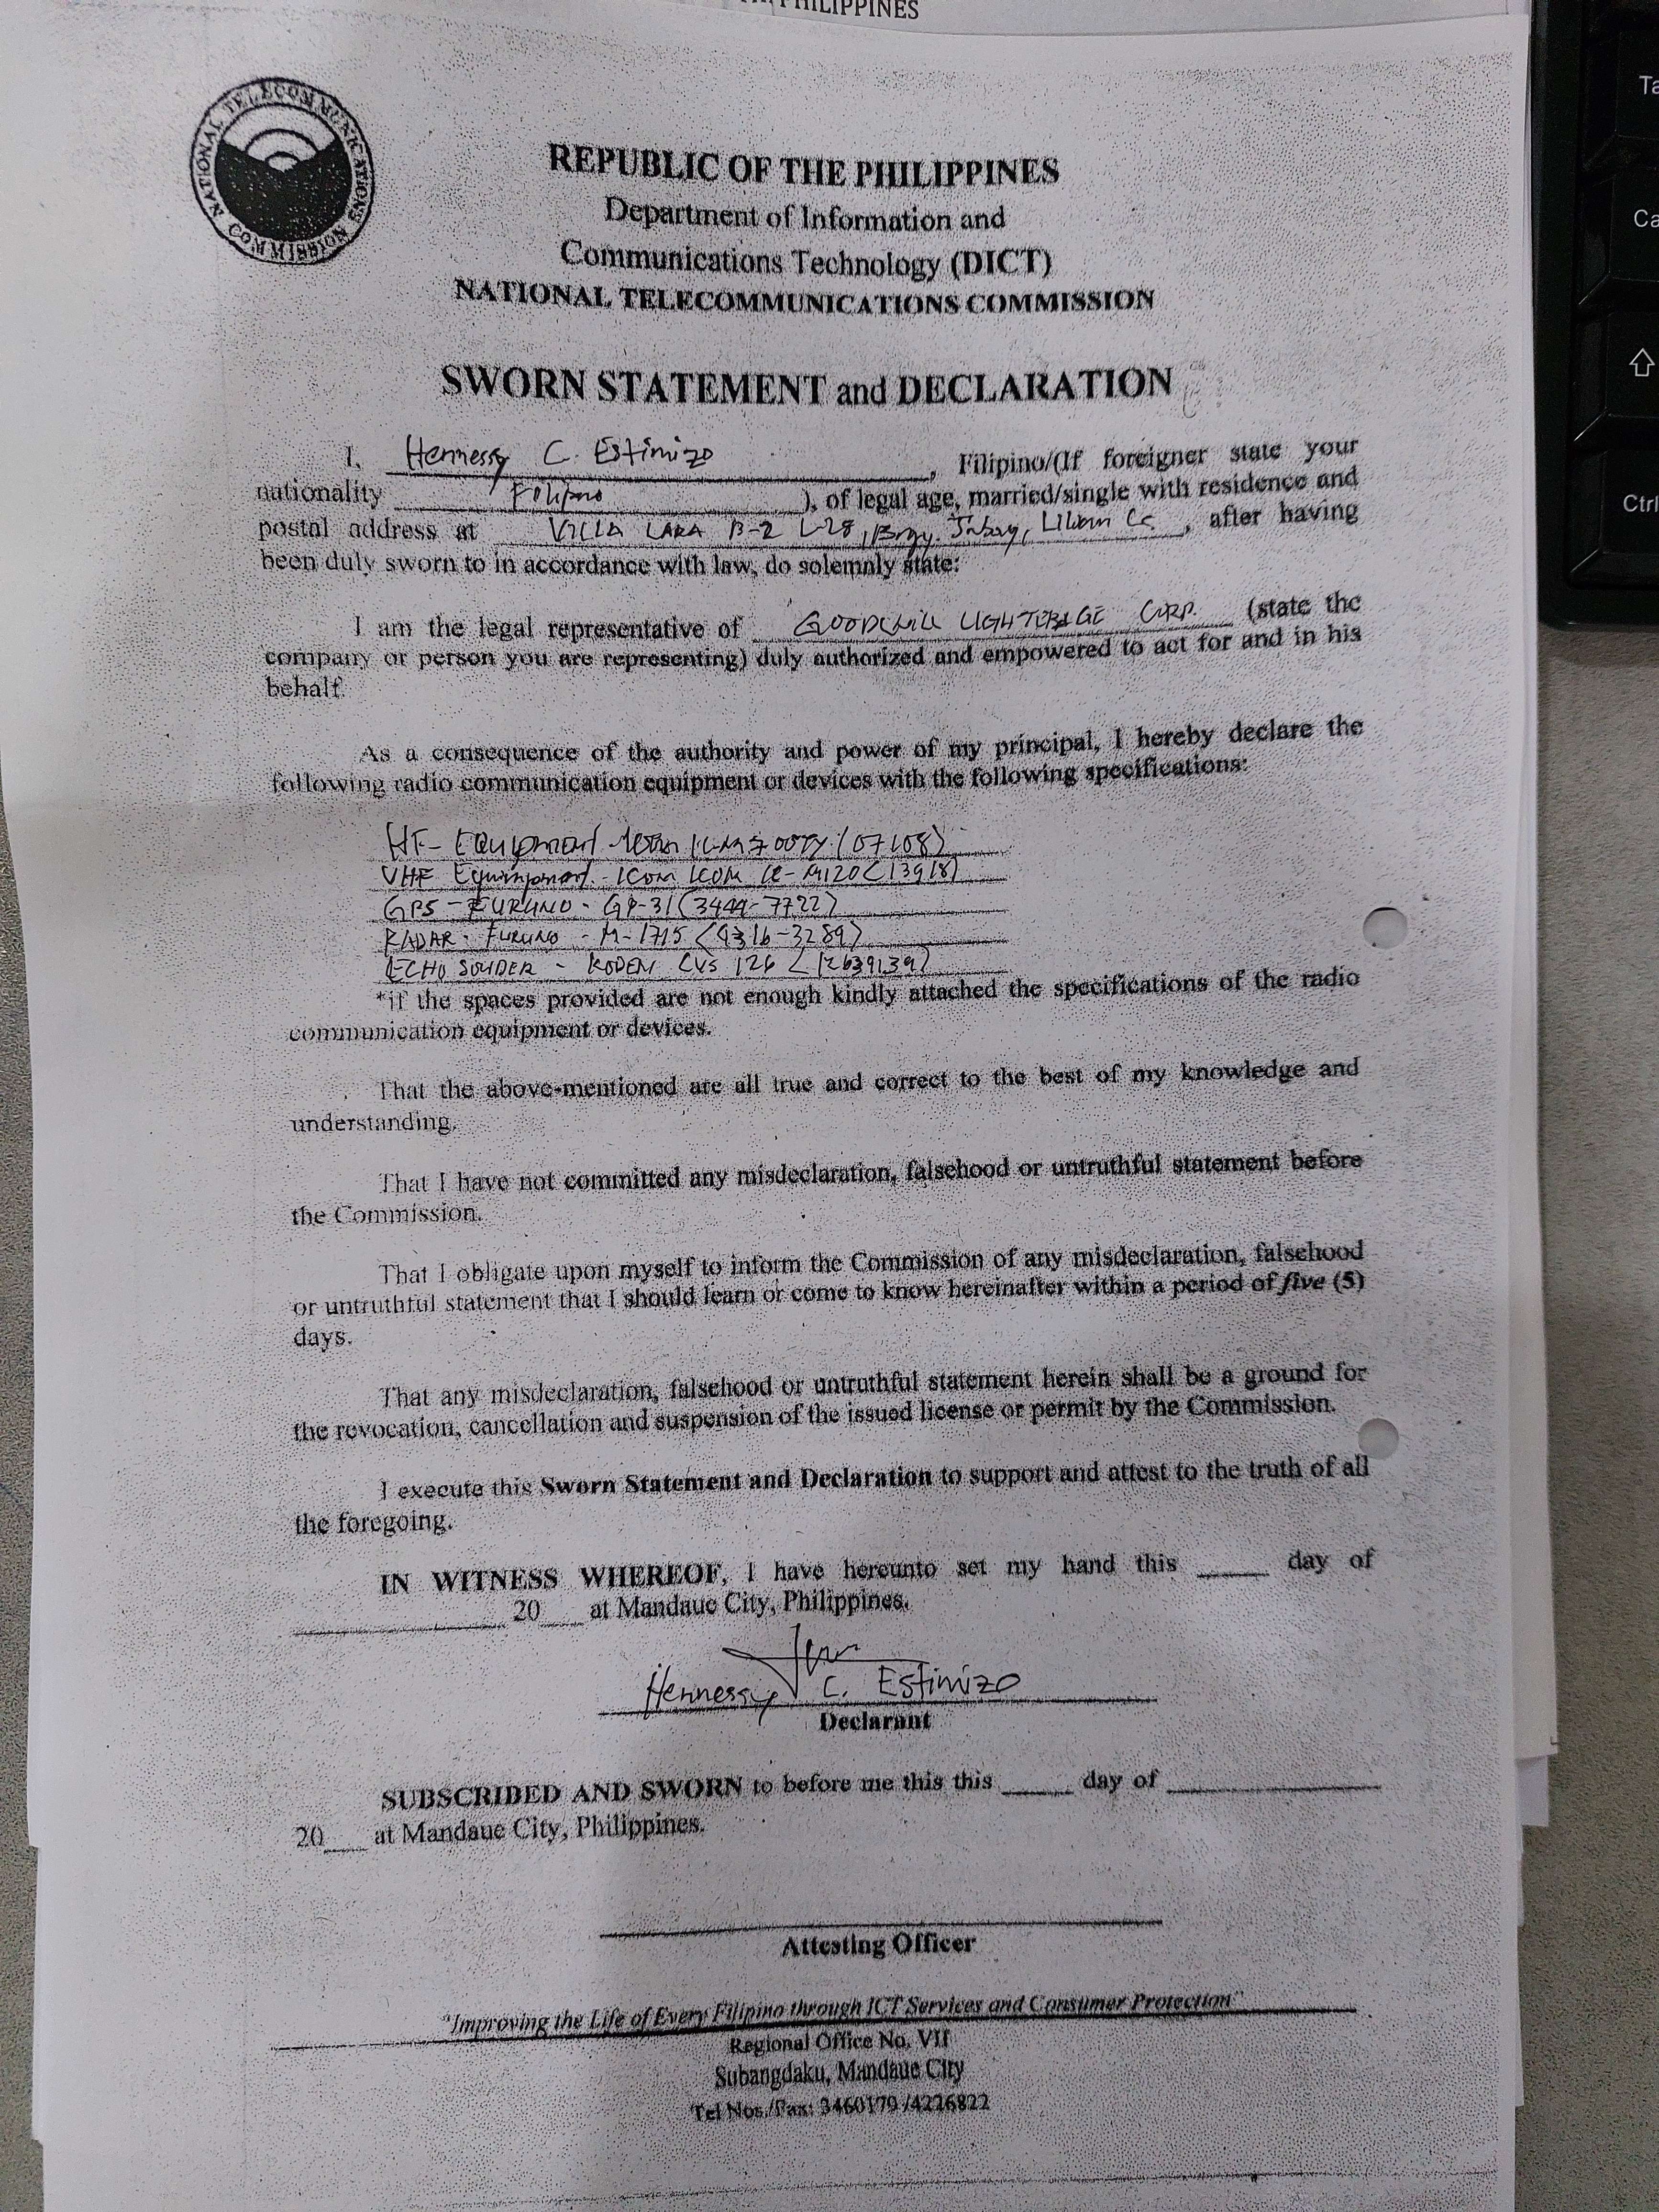 PHILIPPINES
NATIONAL TELECOMMUNICATIONS COMMISSION
REPUBLIC OF THE PHILIPPINES
Department of Information and
Communications Technology (DICT)
NATIONAL TELECOMMUNICATIONS COMMISSION
SWORN STATEMENT and DECLARATION
I, Hennessy C. Estimizo, Filipino/(If foreigner state your
nationality Filipino), of legal age, married/single with residence and
postal address at VILLA LARA B-2 L-28, Brgy. , after having
been duly sworn to in accordance with law, do solemnly state:
I am the legal representative of CORP. (state the
company or person you are representing) duly authorized and empowered to act for and in his
behalf.
As a consequence of the authority and power of my principal, I hereby declare the
following radio communication equipment or devices with the following specifications:
HF- Equipment (07108)
VHF Equipment - ICOM ICOM IC-M120 (13918)
GPS - FURUNO - GP-31 (3444-7722)
RADAR - FURUNO - M-1715 (4316-3289)
ECHO SOUDER - KODEN CVS 126 (12639139)
*if the spaces provided are not enough kindly attached the specifications of the radio
communication equipment or devices.
That the above-mentioned are all true and correct to the best of my knowledge and
understanding.
That I have not committed any misdeclaration, falsehood or untruthful statement before
the Commission.
That I obligate upon myself to inform the Commission of any misdeclaration, falsehood
or untruthful statement that I should learn or come to know hereinafter within a period of five (5)
days.
That any misdeclaration, falsehood or untruthful statement herein shall be a ground for
the revocation, cancellation and suspension of the issued license or permit by the Commission.
I execute this Sworn Statement and Declaration to support and attest to the truth of all
the foregoing.
IN WITNESS WHEREOF, I have hereunto set my hand this ____ day of
____ 20__ at Mandaue City, Philippines.
Hennessy C. Estimizo
Declarant
SUBSCRIBED AND SWORN to before me this this ____ day of ____
20__ at Mandaue City, Philippines.
Attesting Officer
"Improving the Life of Every Filipino through ICT Services and Consumer Protection"
Regional Office No. VII
Subangdaku, Mandaue City
Tel Nos./Fax: 3460179 /4226822
Ta
Ca
Ctrl